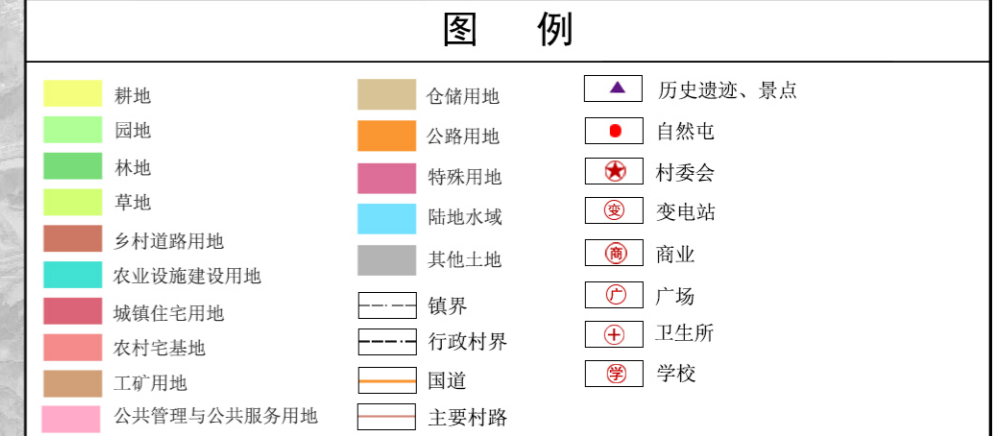 图 例
耕地
园地
林地
草地
乡村道路用地
农业设施建设用地
城镇住宅用地
农村宅基地
工矿用地
公共管理与公共服务用地
仓储用地
公路用地
特殊用地
陆地水域
其他土地
镇界
行政村界
国道
主要村路
历史遗迹、景点
自然屯
村委会
变 变电站
商 商业
广 广场
卫生所
学 学校